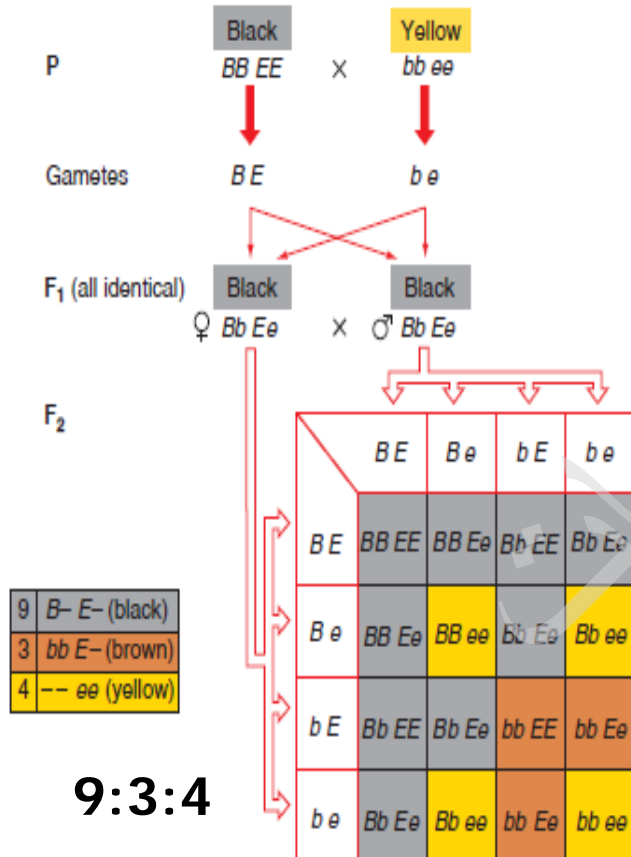 Black Yellow
P BB EE × bb ee
Gametes B E b e
F1 (all identical) Black Black
♀ Bb Ee × ♂ Bb Ee
F2
B E B e b E b e
B E BB EE BB Ee Bb EE Bb Ee
B e BB Ee BB ee Bb Ee Bb ee
b E Bb EE Bb Ee bb EE bb Ee
b e Bb Ee Bb ee bb Ee bb ee
9 B– E– (black)
3 bb E– (brown)
4 –– ee (yellow)
9:3:4